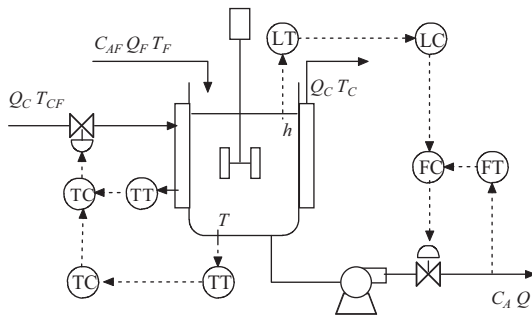 C_AF Q_F T_F
LT
LC
Q_C T_C
Q_C T_CF
h
FC
FT
TC
TT
T
TC
TT
C_A Q